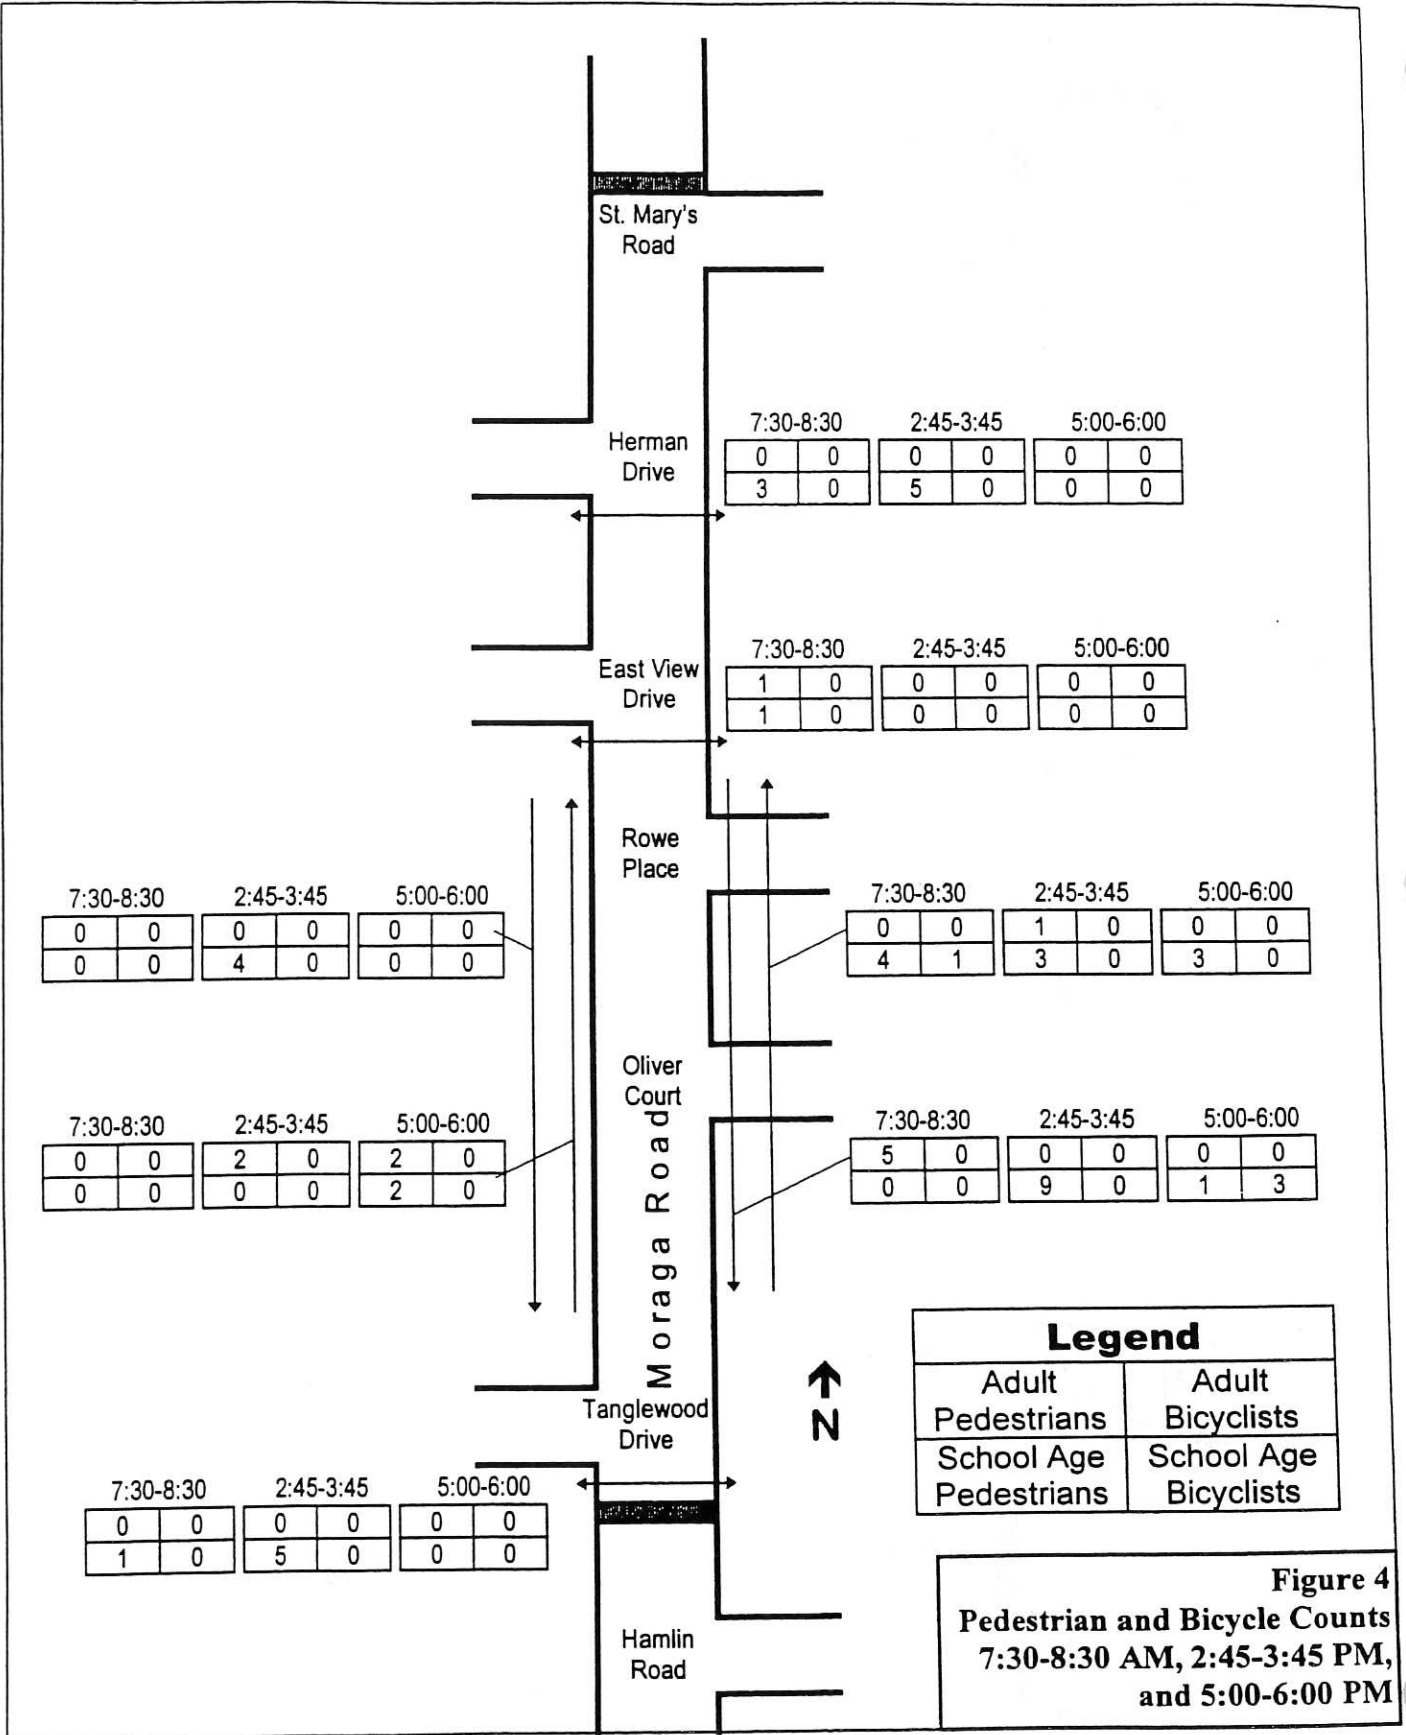 St. Mary's
Road
Herman
Drive
7:30-8:30 2:45-3:45 5:00-6:00
0 0 0 0 0 0
3 0 5 0 0 0
East View
Drive
7:30-8:30 2:45-3:45 5:00-6:00
1 0 0 0 0 0
1 0 0 0 0 0
Rowe
Place
7:30-8:30 2:45-3:45 5:00-6:00
0 0 0 0 0 0
0 0 4 0 0 0
7:30-8:30 2:45-3:45 5:00-6:00
0 0 1 0 0 0
4 1 3 0 3 0
Oliver
Court
7:30-8:30 2:45-3:45 5:00-6:00
0 0 2 0 2 0
0 0 0 0 2 0
7:30-8:30 2:45-3:45 5:00-6:00
5 0 0 0 0 0
0 0 9 0 1 3
Moraga Road
Tanglewood
Drive
7:30-8:30 2:45-3:45 5:00-6:00
0 0 0 0 0 0
1 0 5 0 0 0
N
Legend
Adult
Pedestrians
Adult
Bicyclists
School Age
Pedestrians
School Age
Bicyclists
Hamlin
Road
Figure 4
Pedestrian and Bicycle Counts
7:30-8:30 AM, 2:45-3:45 PM,
and 5:00-6:00 PM